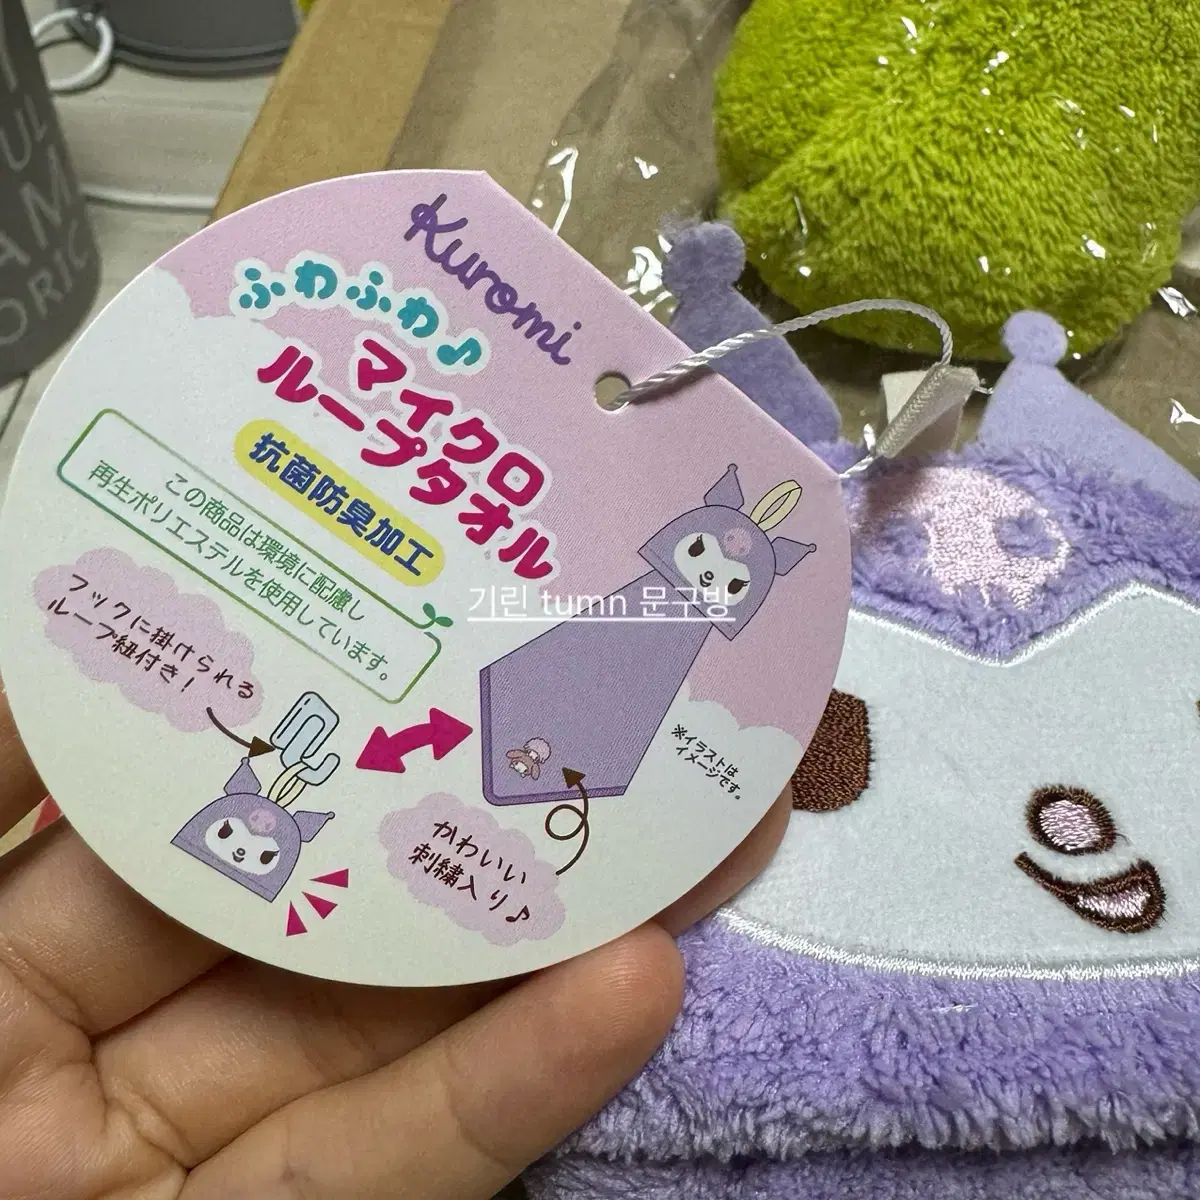 Kuromi
ふわふわ♪
マイクロ
ループタオル
抗菌防臭加工
この商品は環境に配慮し
再生ポリエステルを使用しています。
フックに掛けられる
ループ紐付き!
かわいい
刺繍入り♪
※イラストは
イメージです。
기린 tumn 문구방